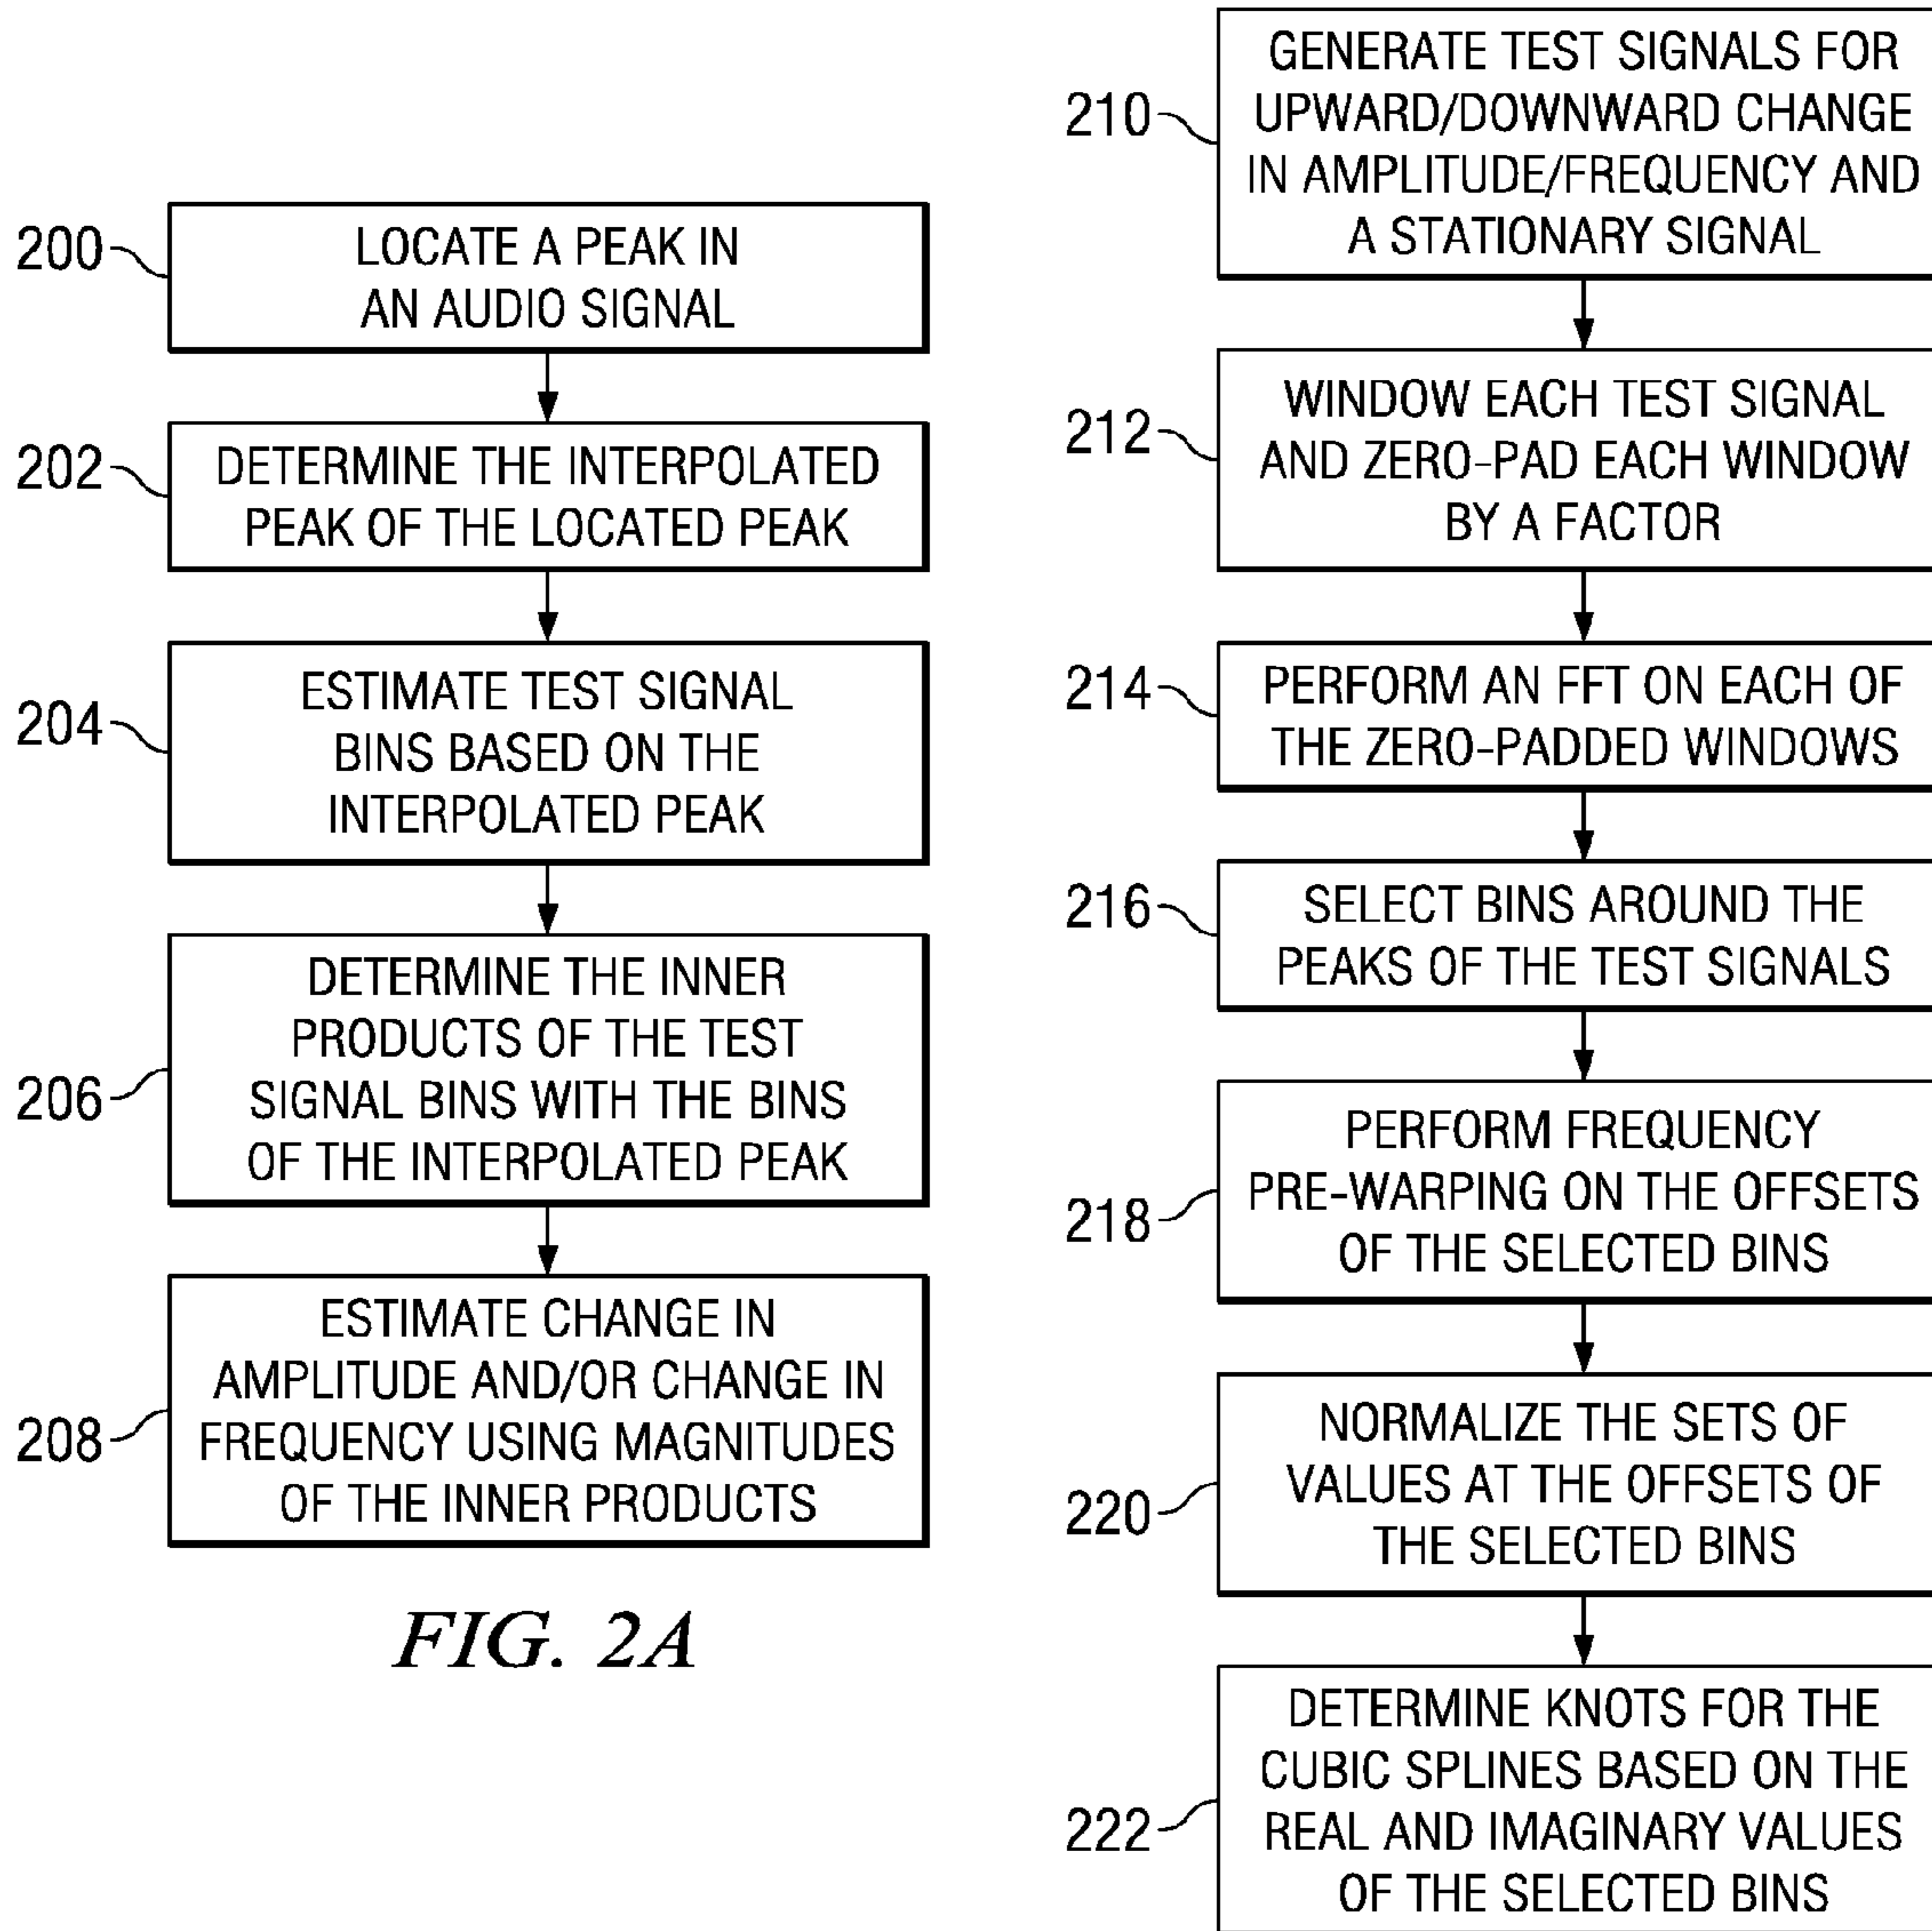 200
LOCATE A PEAK IN
AN AUDIO SIGNAL
202
DETERMINE THE INTERPOLATED
PEAK OF THE LOCATED PEAK
204
ESTIMATE TEST SIGNAL
BINS BASED ON THE
INTERPOLATED PEAK
206
DETERMINE THE INNER
PRODUCTS OF THE TEST
SIGNAL BINS WITH THE BINS
OF THE INTERPOLATED PEAK
208
ESTIMATE CHANGE IN
AMPLITUDE AND/OR CHANGE IN
FREQUENCY USING MAGNITUDES
OF THE INNER PRODUCTS
FIG. 2A
210
GENERATE TEST SIGNALS FOR
UPWARD/DOWNWARD CHANGE
IN AMPLITUDE/FREQUENCY AND
A STATIONARY SIGNAL
212
WINDOW EACH TEST SIGNAL
AND ZERO-PAD EACH WINDOW
BY A FACTOR
214
PERFORM AN FFT ON EACH OF
THE ZERO-PADDED WINDOWS
216
SELECT BINS AROUND THE
PEAKS OF THE TEST SIGNALS
218
PERFORM FREQUENCY
PRE-WARPING ON THE OFFSETS
OF THE SELECTED BINS
220
NORMALIZE THE SETS OF
VALUES AT THE OFFSETS OF
THE SELECTED BINS
222
DETERMINE KNOTS FOR THE
CUBIC SPLINES BASED ON THE
REAL AND IMAGINARY VALUES
OF THE SELECTED BINS